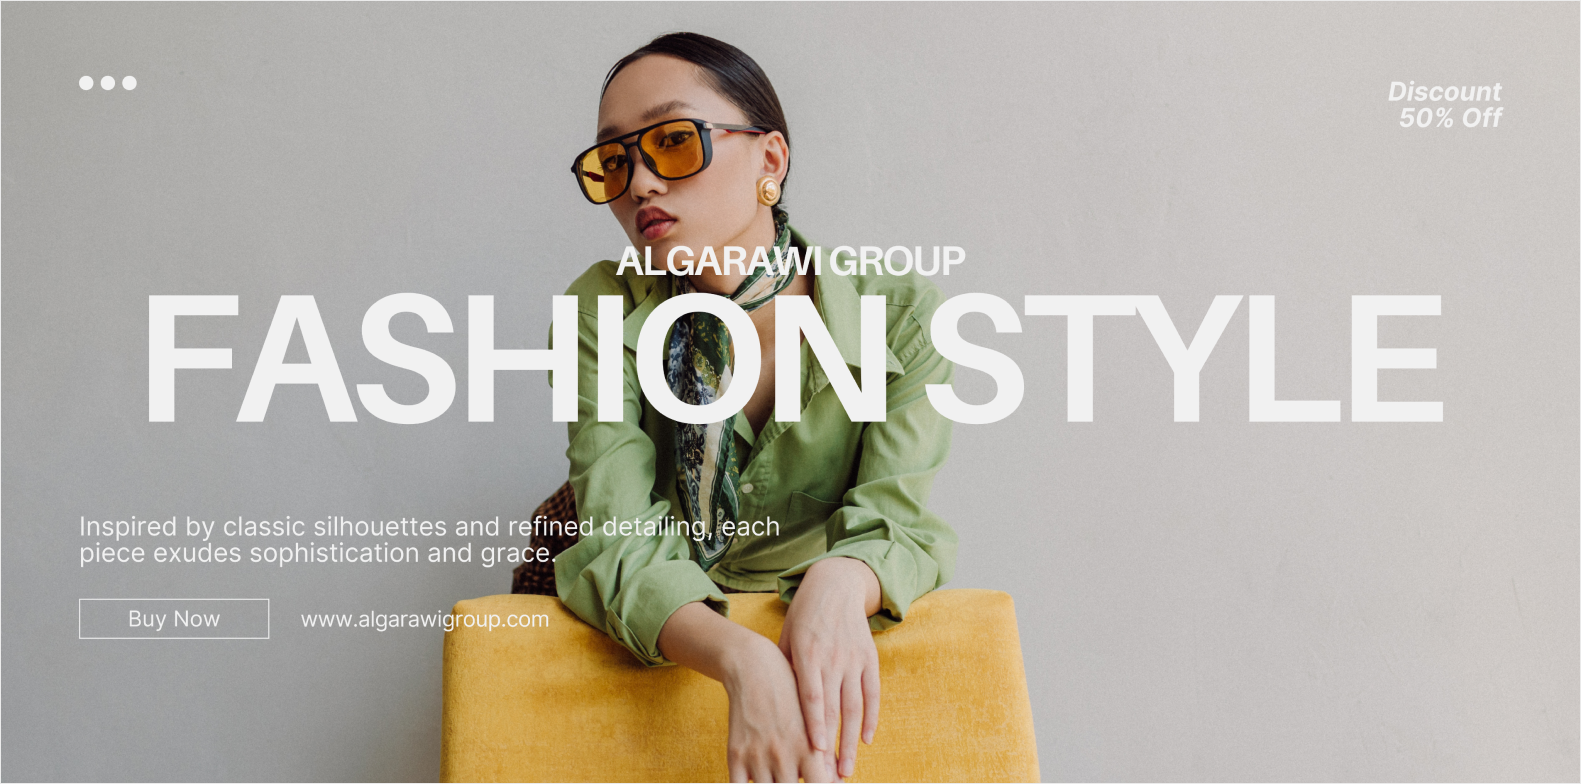 Discount
50% Off
ALGARAWI GROUP
FASHION STYLE
Inspired by classic silhouettes and refined detailing, each
piece exudes sophistication and grace.
Buy Now
www.algarawigroup.com